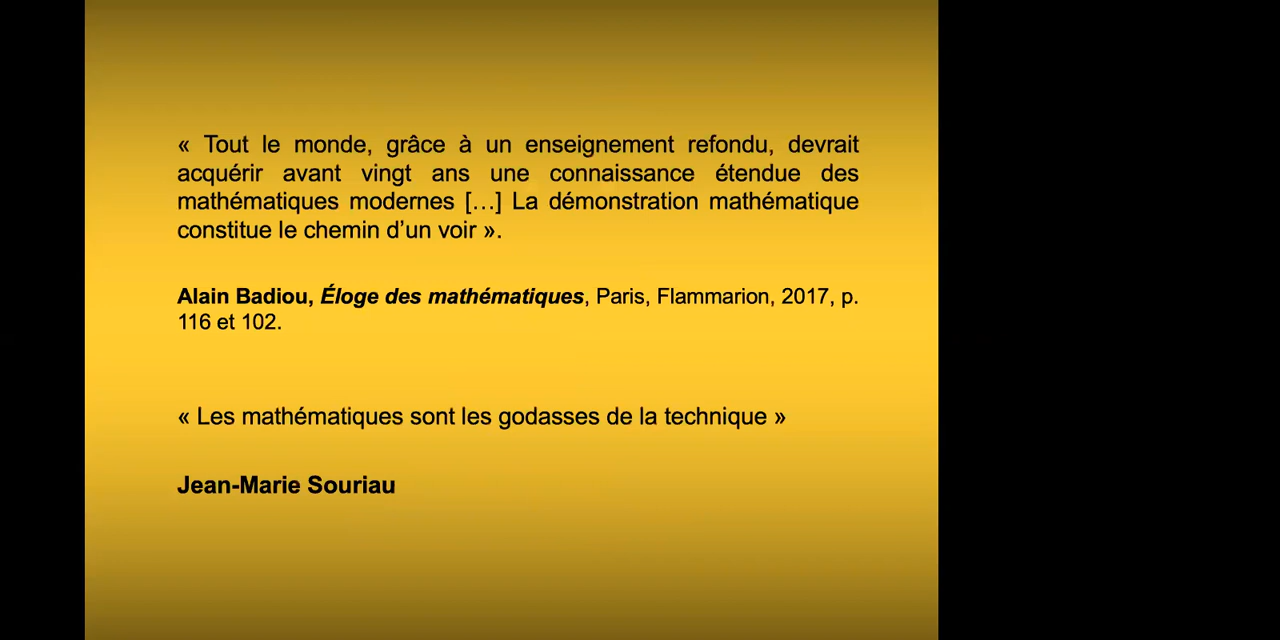 « Tout le monde, grâce à un enseignement refondu, devrait
acquérir avant vingt ans une connaissance étendue des
mathématiques modernes […] La démonstration mathématique
constitue le chemin d’un voir ».
Alain Badiou, Éloge des mathématiques, Paris, Flammarion, 2017, p.
116 et 102.
« Les mathématiques sont les godasses de la technique »
Jean-Marie Souriau